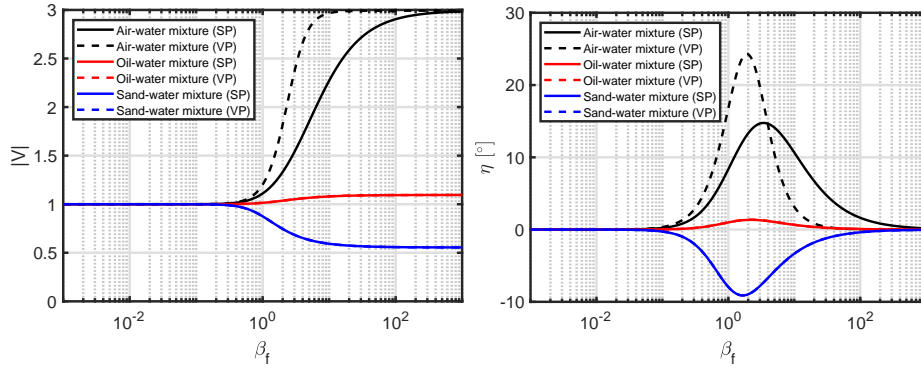 3
2.5
2
1.5
1
0.5
0
|V|
Air-water mixture (SP)
Air-water mixture (VP)
Oil-water mixture (SP)
Oil-water mixture (VP)
Sand-water mixture (SP)
Sand-water mixture (VP)
10^-2
10^0
10^2
β_f
30
20
10
0
-10
η [°]
Air-water mixture (SP)
Air-water mixture (VP)
Oil-water mixture (SP)
Oil-water mixture (VP)
Sand-water mixture (SP)
Sand-water mixture (VP)
10^-2
10^0
10^2
β_f